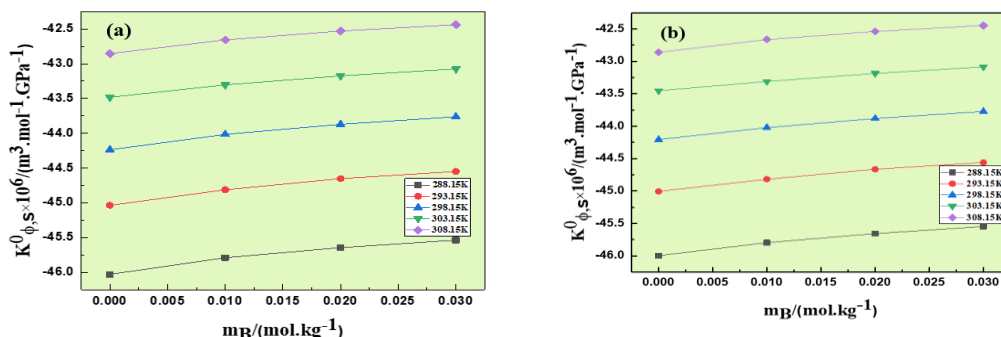 (a)
K⁰ϕ,s×10⁶/(m³.mol⁻¹.GPa⁻¹)
-42.5
-43.0
-43.5
-44.0
-44.5
-45.0
-45.5
-46.0
288.15K
293.15K
298.15K
303.15K
308.15K
0.000 0.005 0.010 0.015 0.020 0.025 0.030
mB/(mol.kg⁻¹)
(b)
K⁰ϕ,s×10⁶/(m³.mol⁻¹.GPa⁻¹)
-42.5
-43.0
-43.5
-44.0
-44.5
-45.0
-45.5
-46.0
288.15K
293.15K
298.15K
303.15K
308.15K
0.000 0.005 0.010 0.015 0.020 0.025 0.030
mB/(mol.kg⁻¹)